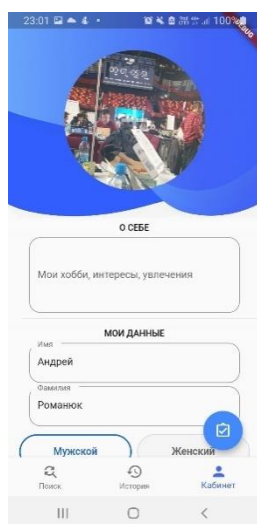 23:01
100%
О СЕБЕ
Мои хобби, интересы, увлечения
МОИ ДАННЫЕ
Имя
Андрей
Фамилия
Романюк
Мужской Женский
Поиск История Кабинет